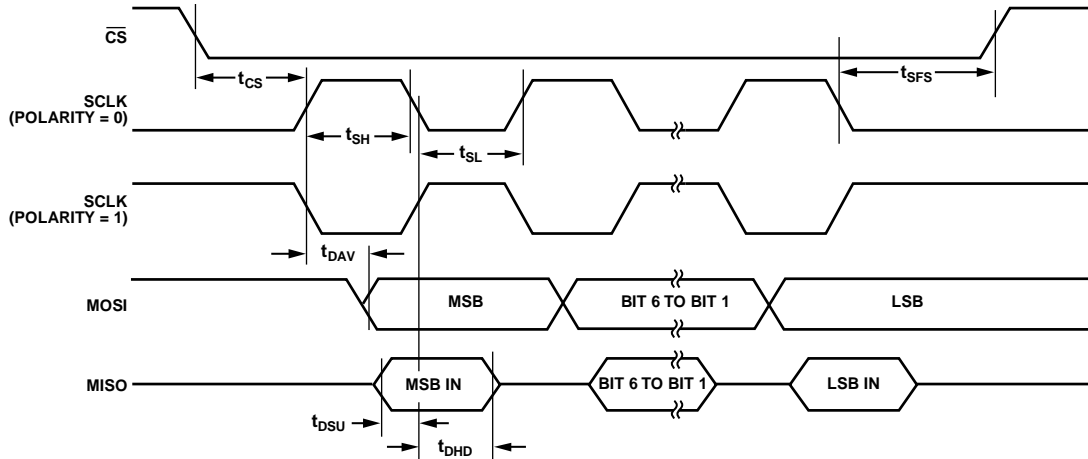 CS
tCS
tSFS
SCLK
(POLARITY = 0)
tSH
tSL
SCLK
(POLARITY = 1)
tDAV
MOSI
MSB
BIT 6 TO BIT 1
LSB
MISO
MSB IN
BIT 6 TO BIT 1
LSB IN
tDSU
tDHD